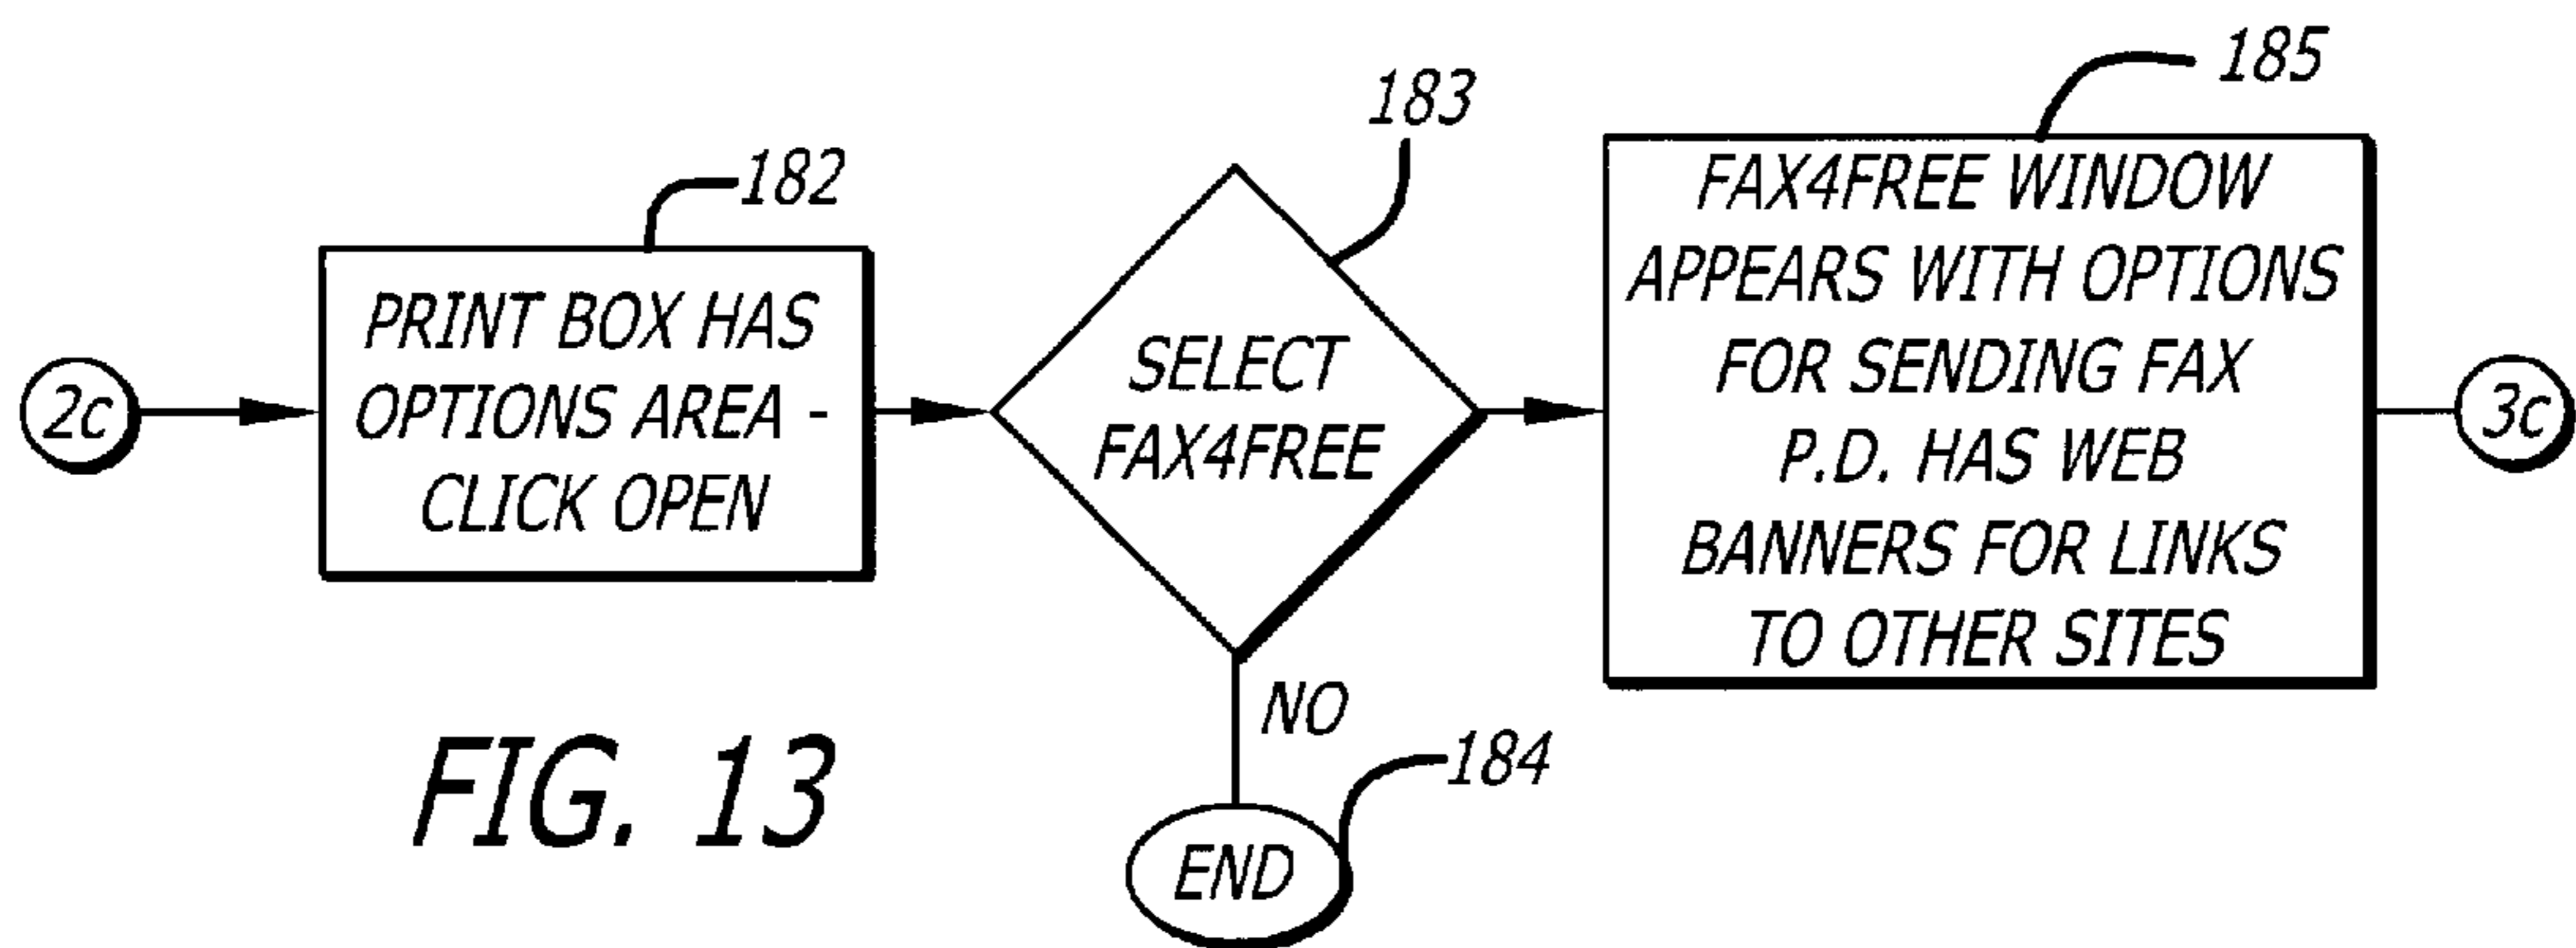 2c
182
PRINT BOX HAS
OPTIONS AREA -
CLICK OPEN
183
SELECT
FAX4FREE
NO
184
END
185
FAX4FREE WINDOW
APPEARS WITH OPTIONS
FOR SENDING FAX
P.D. HAS WEB
BANNERS FOR LINKS
TO OTHER SITES
3c
FIG. 13